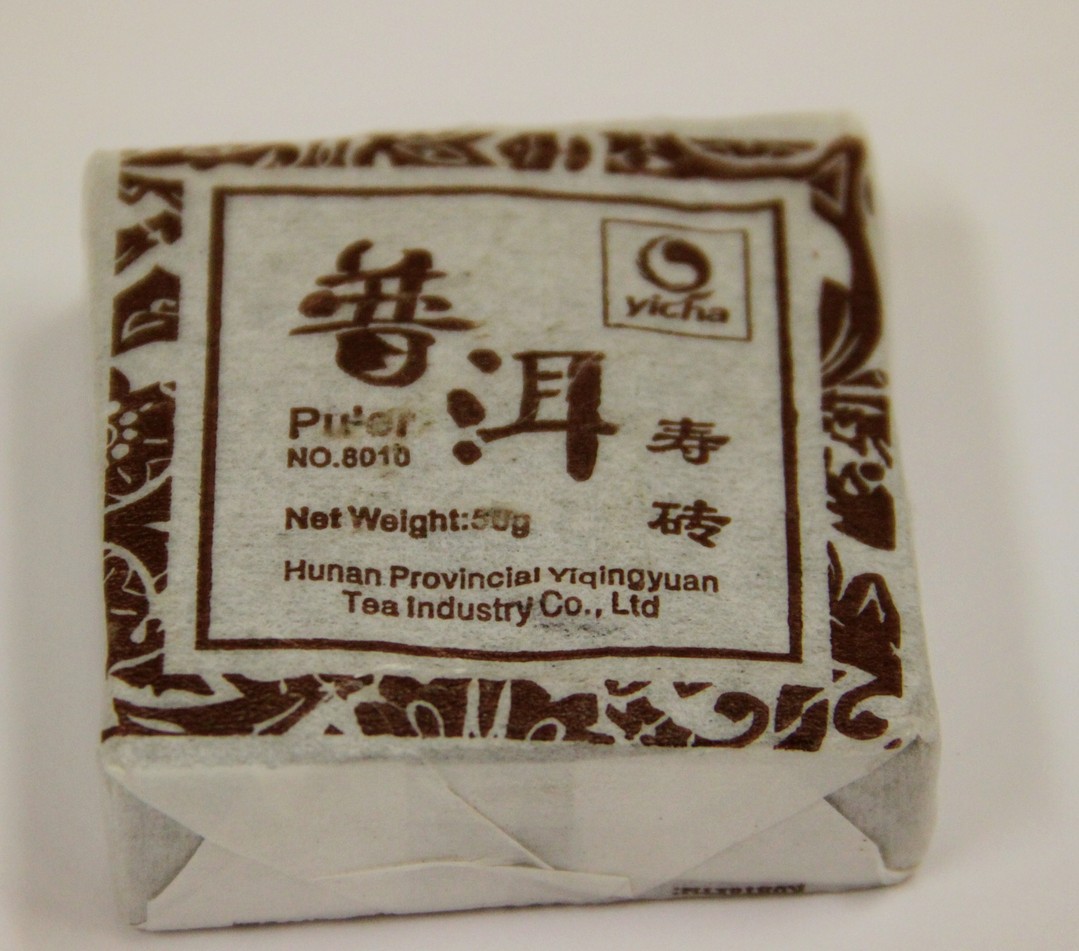 yicha
普洱
Pu'er
NO.8010
寿砖
Net Weight:50g
Hunan Provincial Yiqingyuan
Tea Industry Co., Ltd